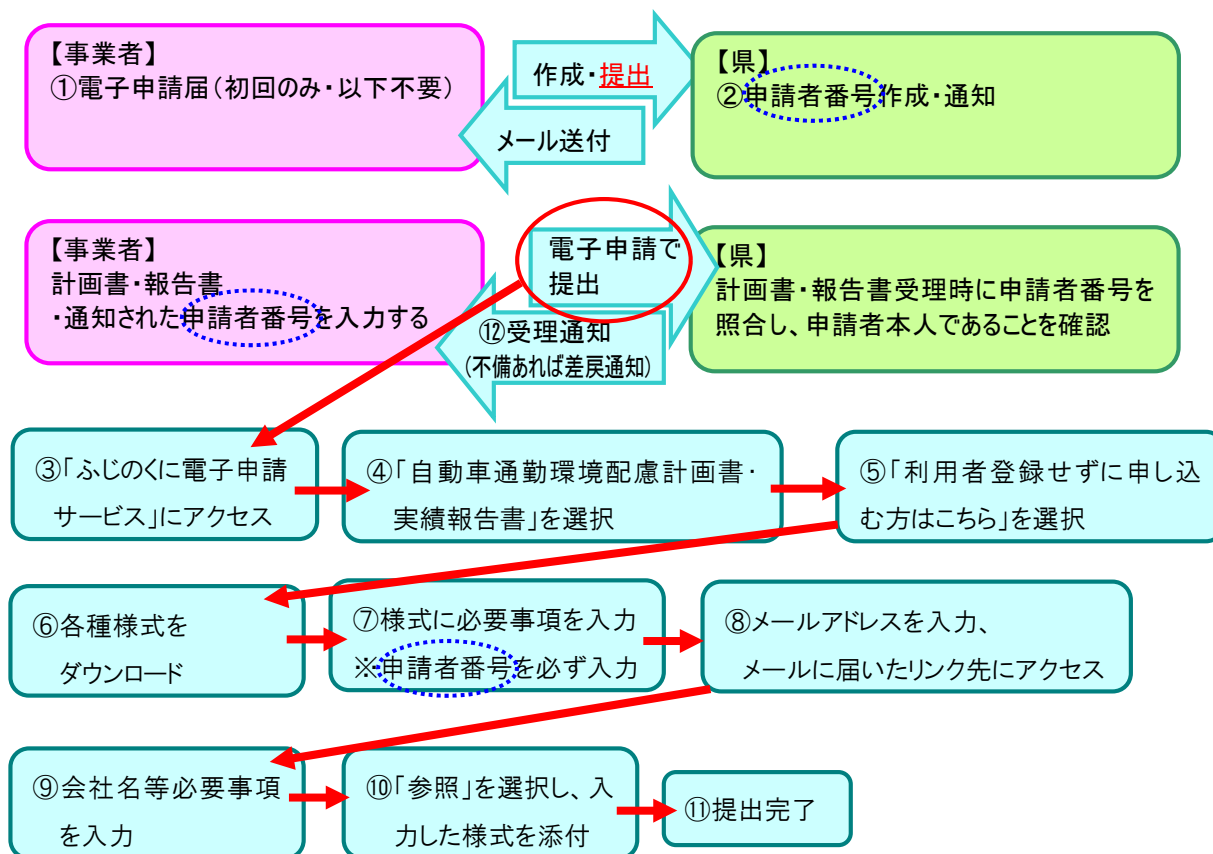 【事業者】
①電子申請届（初回のみ・以下不要）
作成・提出
メール送付
【県】
②申請者番号作成・通知
【事業者】
計画書・報告書
・通知された申請者番号を入力する
電子申請で
提出
⑫受理通知
(不備あれば差戻通知)
【県】
計画書・報告書受理時に申請者番号を
照合し、申請者本人であることを確認
③「ふじのくに電子申請
サービス」にアクセス
④「自動車通勤環境配慮計画書・
実績報告書」を選択
⑤「利用者登録せずに申し込
む方はこちら」を選択
⑥各種様式を
ダウンロード
⑦様式に必要事項を入力
※申請者番号を必ず入力
⑧メールアドレスを入力、
メールに届いたリンク先にアクセス
⑨会社名等必要事項
を入力
⑩「参照」を選択し、入
力した様式を添付
⑪提出完了